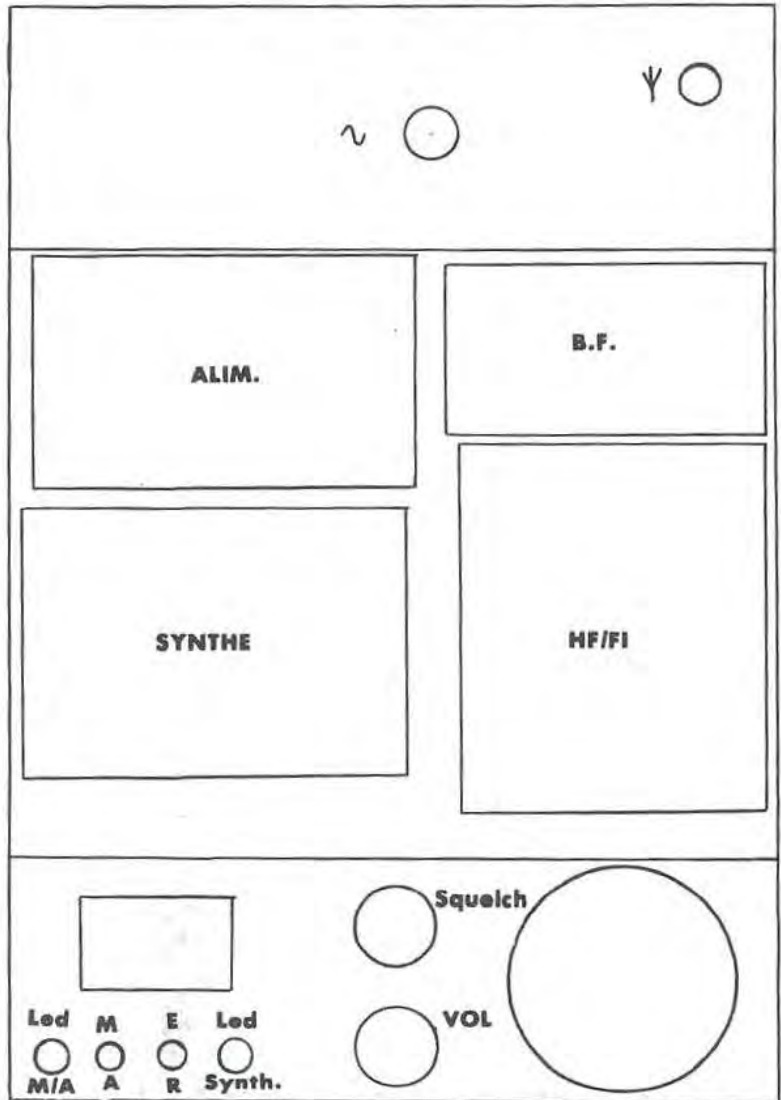 ALIM.
B.F.
SYNTHE
HF/FI
Squelch
VOL
Led M E Led
M/A A R Synth.